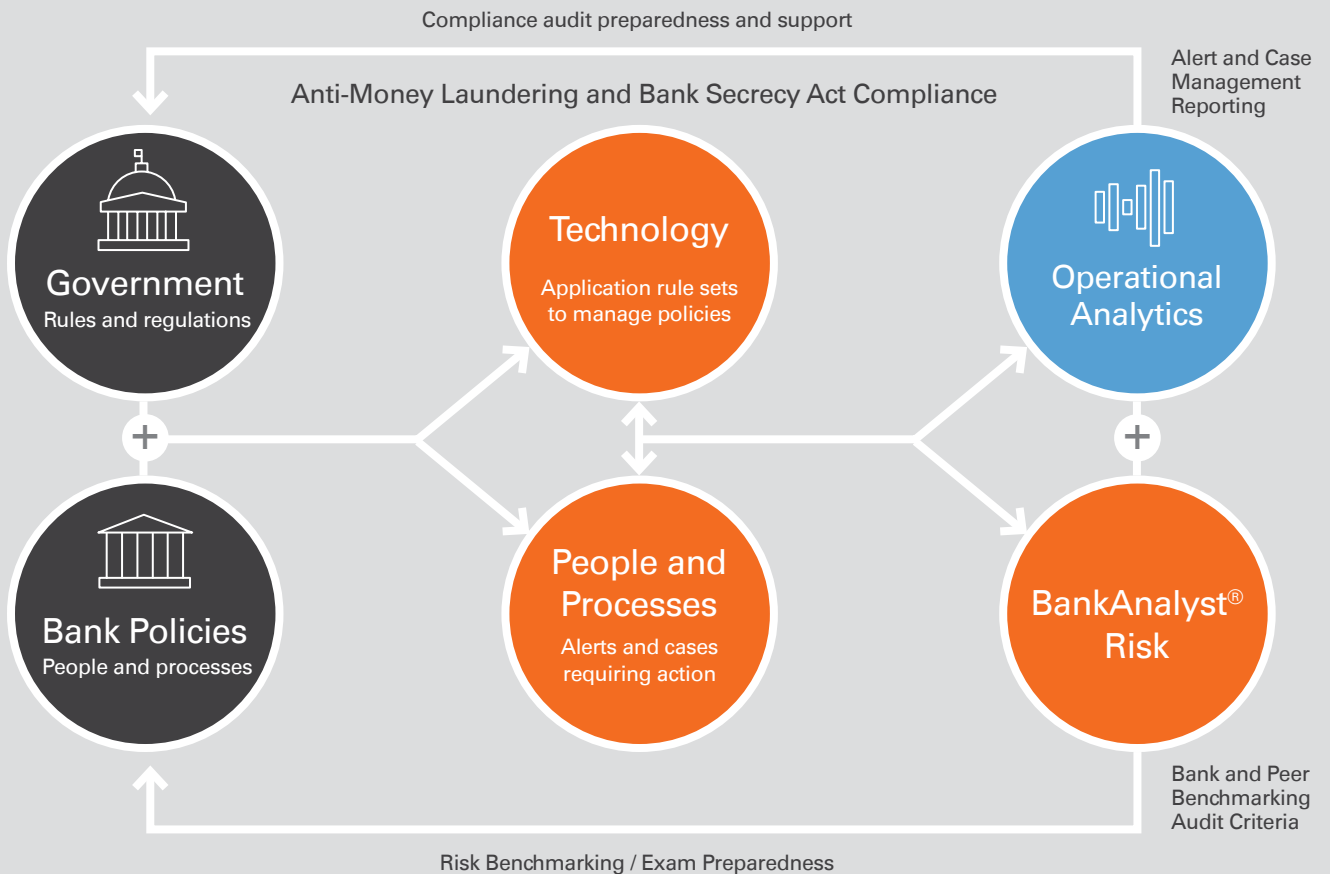 Compliance audit preparedness and support
Alert and Case
Management
Reporting
Anti-Money Laundering and Bank Secrecy Act Compliance
Government
Rules and regulations
Technology
Application rule sets
to manage policies
Operational
Analytics
+
+
Bank Policies
People and processes
People and
Processes
Alerts and cases
requiring action
BankAnalyst®
Risk
Bank and Peer
Benchmarking
Audit Criteria
Risk Benchmarking / Exam Preparedness